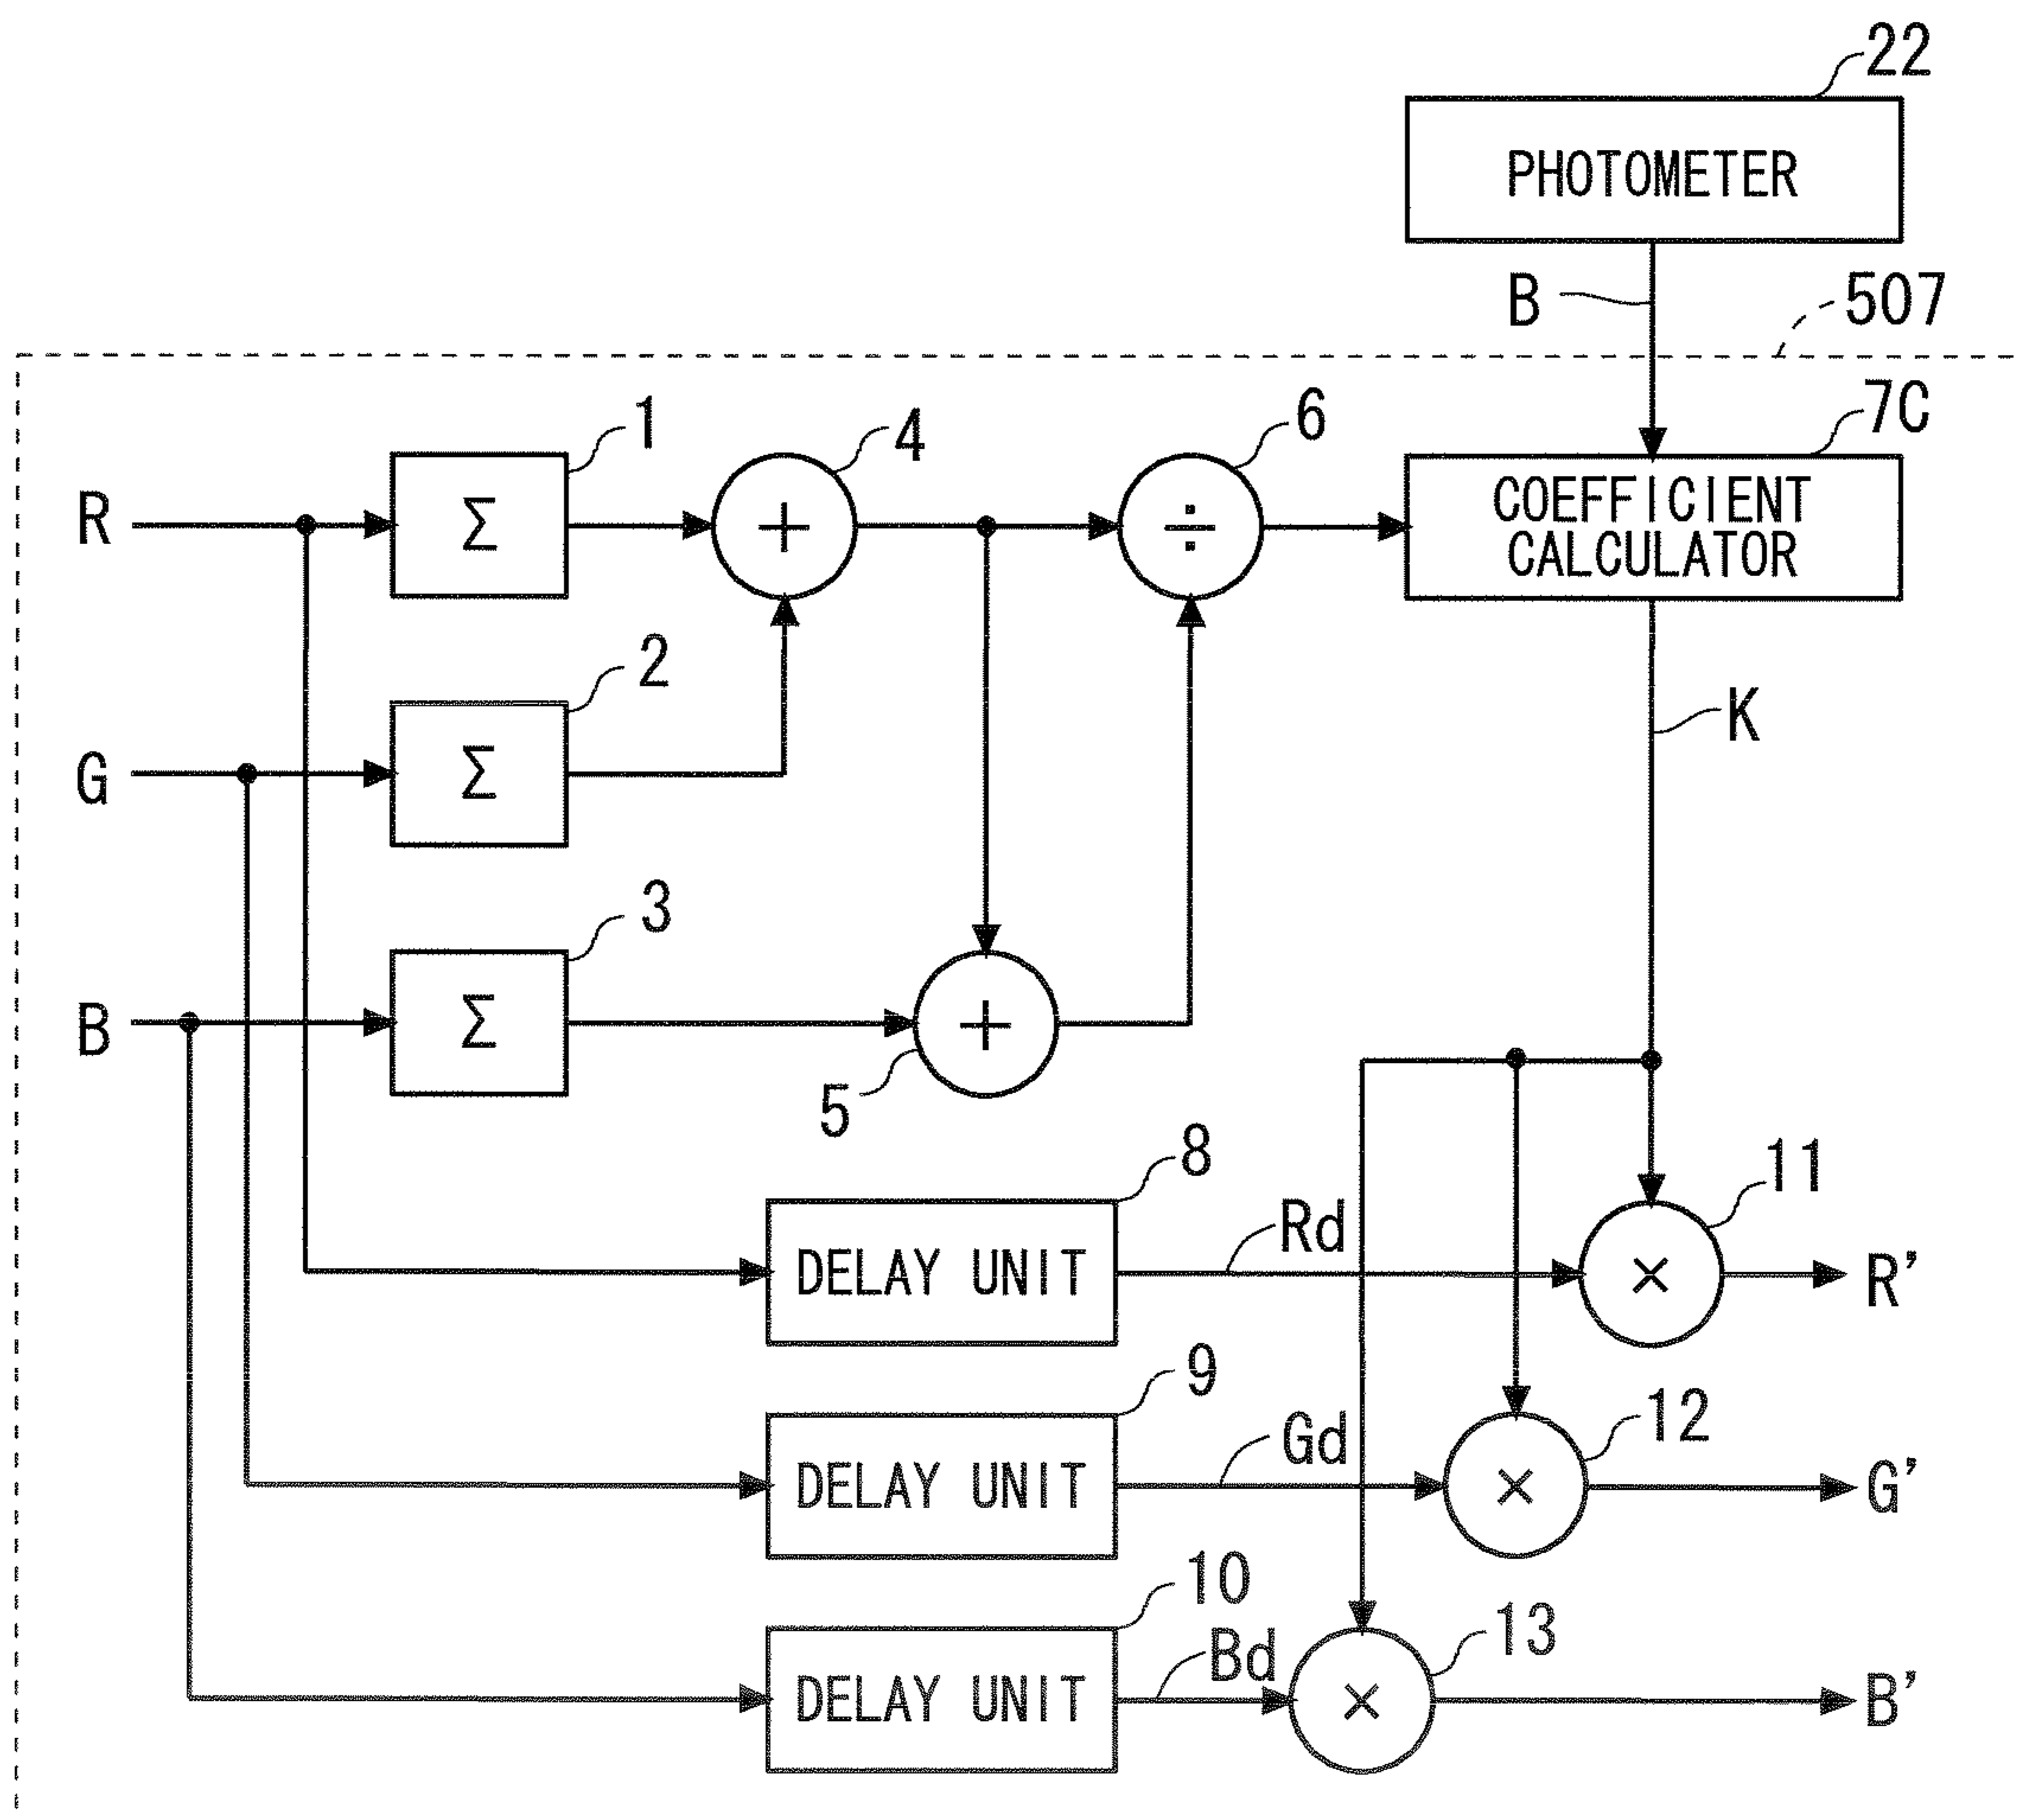 22
PHOTOMETER
B
507
1
4
6
7C
R
Σ
+
÷
COEFFICIENT
CALCULATOR
2
K
G
Σ
3
B
Σ
+
5
8
11
DELAY UNIT
Rd
×
R'
9
12
DELAY UNIT
Gd
×
G'
10
13
DELAY UNIT
Bd
×
B'